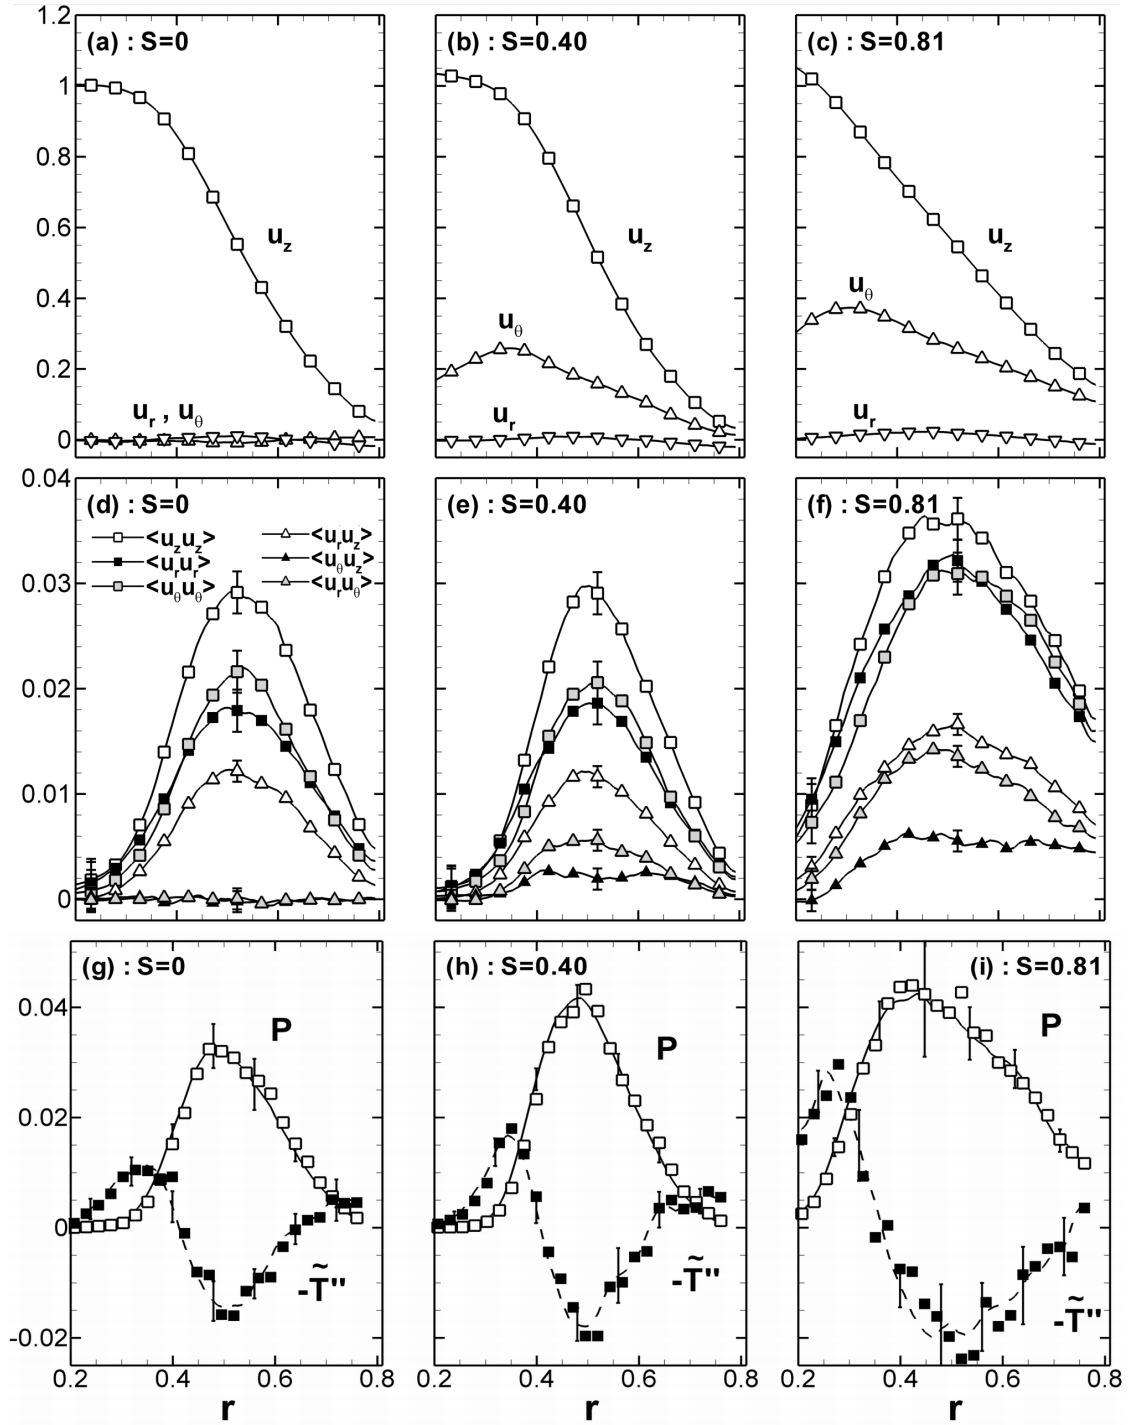 1.2
1
0.8
0.6
0.4
0.2
0
(a) : S=0
u_z
u_r , u_θ
(b) : S=0.40
u_z
u_θ
u_r
(c) : S=0.81
u_z
u_θ
u_r
0.04
0.03
0.02
0.01
0
(d) : S=0
<u_z u_z>
<u_r u_r>
<u_θ u_θ>
<u_r u_z>
<u_θ u_z>
<u_r u_θ>
(e) : S=0.40
(f) : S=0.81
0.04
0.02
0
-0.02
(g) : S=0
P
-T̃"
0.2 0.4 0.6 0.8
r
(h) : S=0.40
P
-T̃"
0.2 0.4 0.6 0.8
r
(i) : S=0.81
P
-T̃"
0.2 0.4 0.6 0.8
r